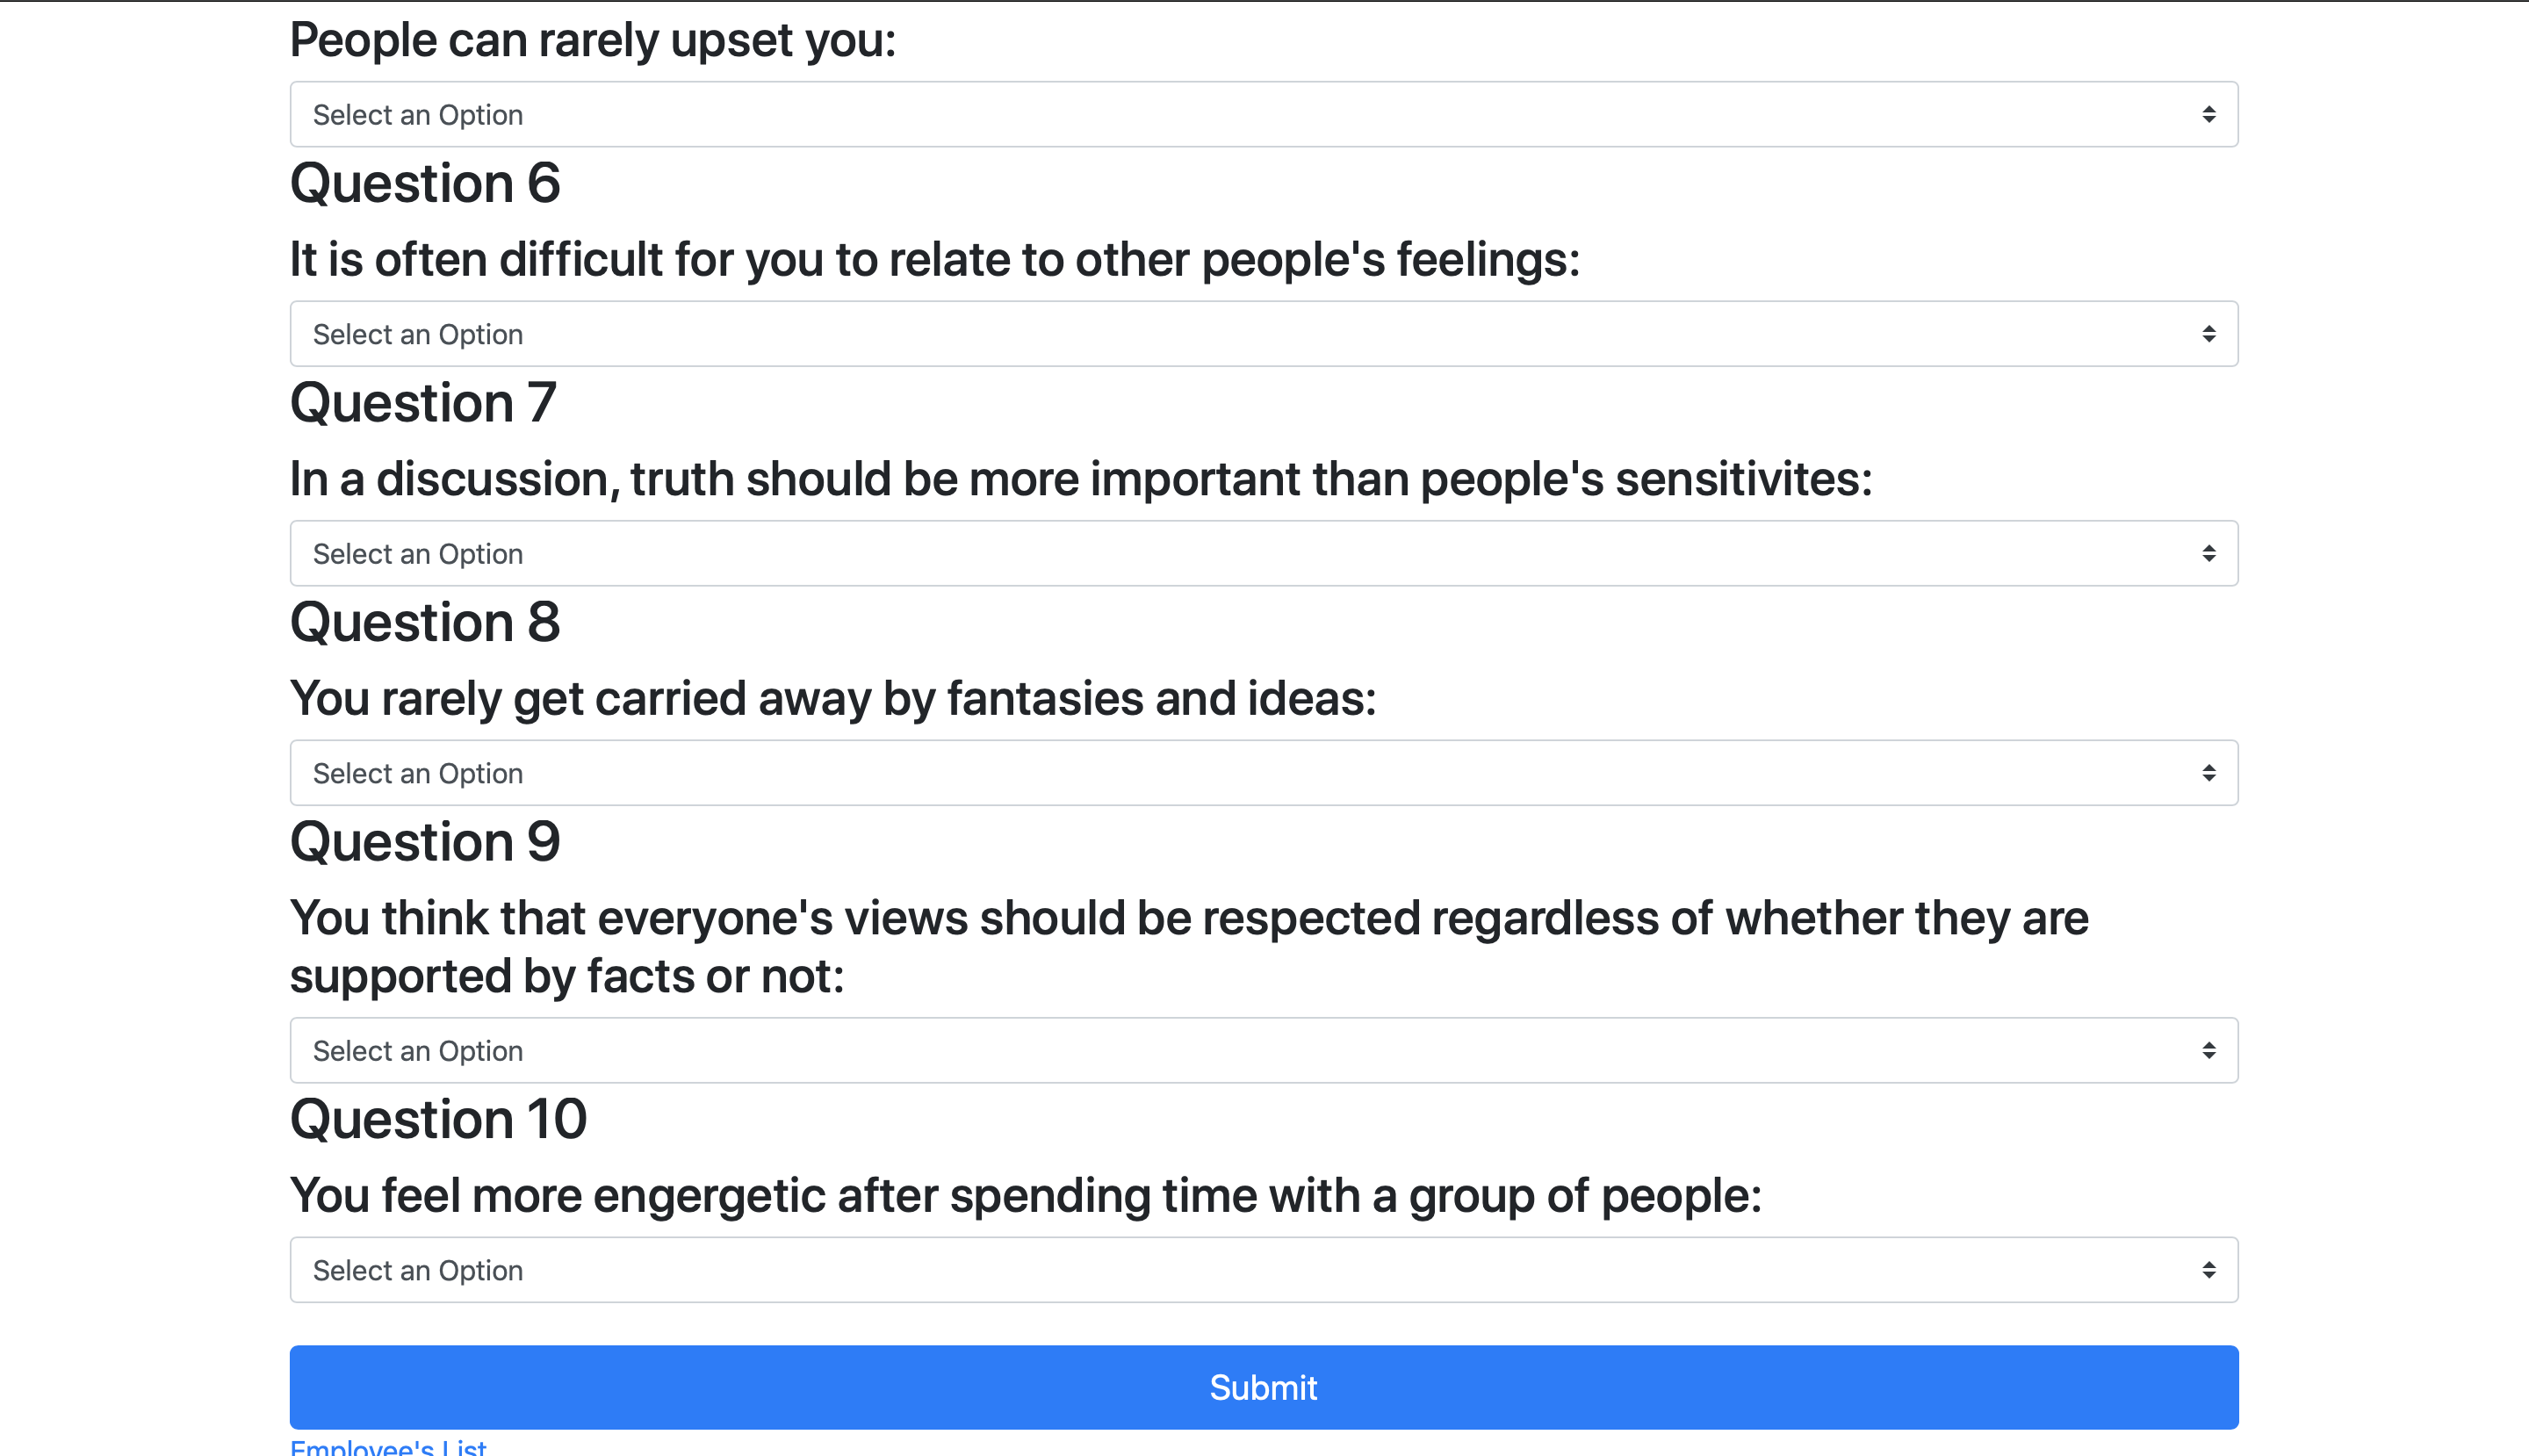 People can rarely upset you:
Select an Option
Question 6
It is often difficult for you to relate to other people's feelings:
Select an Option
Question 7
In a discussion, truth should be more important than people's sensitivites:
Select an Option
Question 8
You rarely get carried away by fantasies and ideas:
Select an Option
Question 9
You think that everyone's views should be respected regardless of whether they are
supported by facts or not:
Select an Option
Question 10
You feel more engergetic after spending time with a group of people:
Select an Option
Submit
Employee's List